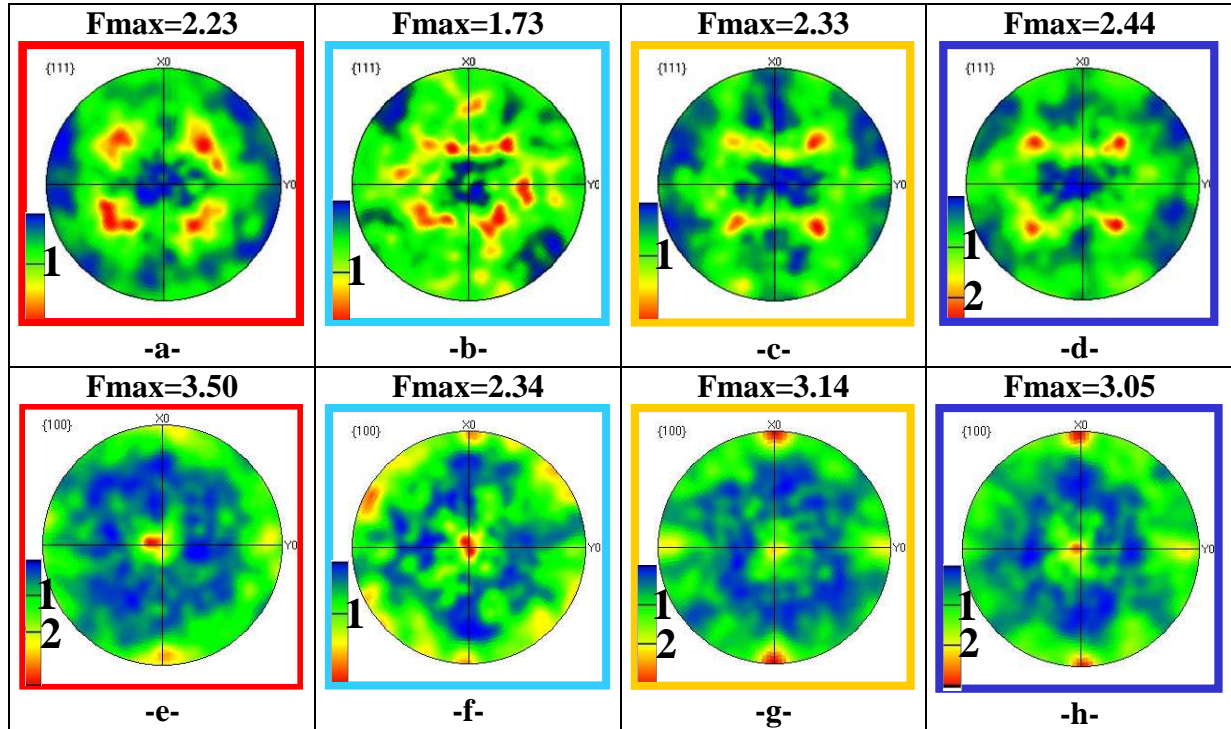 Fmax=2.23 Fmax=1.73 Fmax=2.33 Fmax=2.44
{111} X0 {111} X0 {111} X0 {111} X0
Y0 Y0 Y0 Y0
1 1 1 1
2
-a- -b- -c- -d-
Fmax=3.50 Fmax=2.34 Fmax=3.14 Fmax=3.05
{100} X0 {100} X0 {100} X0 {100} X0
Y0 Y0 Y0 Y0
1 1 1 1
2 2 2
-e- -f- -g- -h-